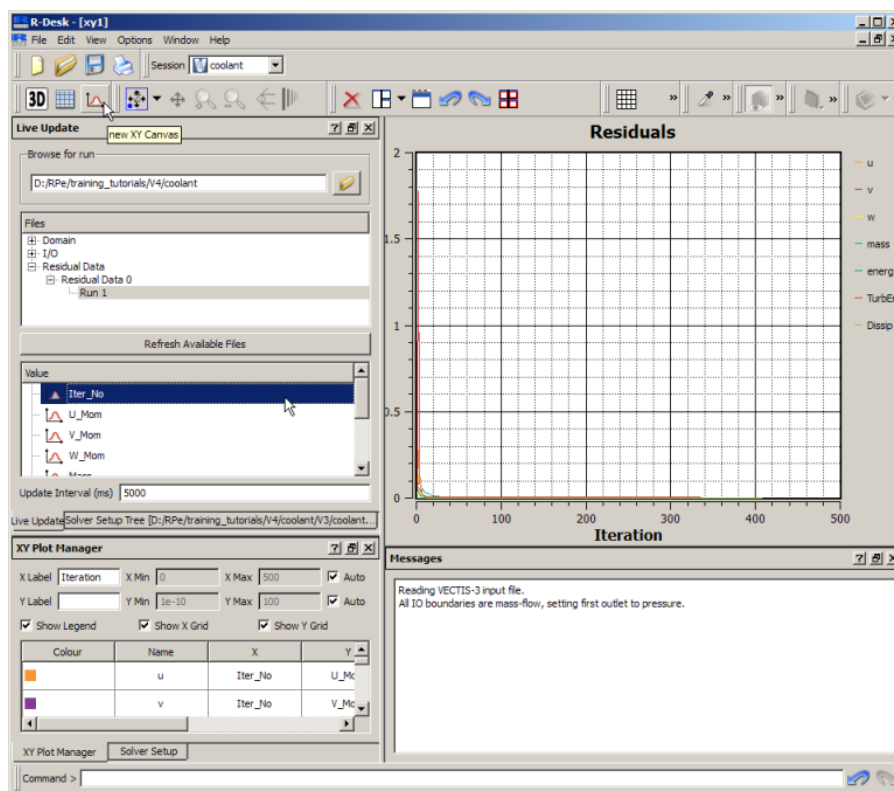 R-Desk - [xy1]
File Edit View Options Window Help
Session coolant
3D
new XY Canvas
Live Update
Browse for run
D:/RPe/training_tutorials/V4/coolant
Files
Domain
I/O
Residual Data
Residual Data 0
Run 1
Refresh Available Files
Value
Iter_No
U_Mom
V_Mom
W_Mom
Mass
Update Interval (ms) 5000
Live Update Solver Setup Tree [D:/RPe/training_tutorials/V4/coolant/V3/coolant...
XY Plot Manager
X Label Iteration X Min 0 X Max 500 Auto
Y Label Y Min 1e-10 Y Max 100 Auto
Show Legend Show X Grid Show Y Grid
Colour Name X Y
u Iter_No U_Mo
v Iter_No V_Mo
XY Plot Manager Solver Setup
Command >
Residuals
2
1.5
1
0.5
0
0 100 200 300 400 500
Iteration
u
v
w
mass
energ
TurbEr
Dissip
Messages
Reading VECTIS-3 input file.
All IO boundaries are mass-flow, setting first outlet to pressure.